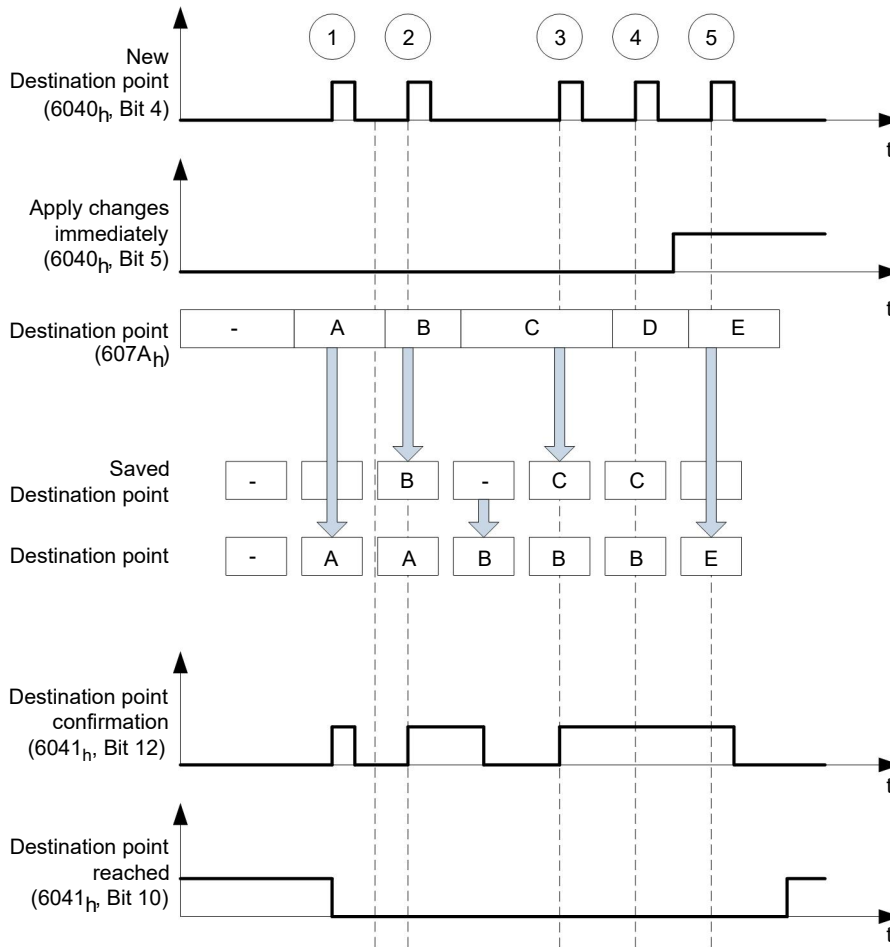 1 2 3 4 5
New
Destination point
(6040h, Bit 4)
t
Apply changes
immediately
(6040h, Bit 5)
t
Destination point
(607Ah)
- A B C D E
Saved
Destination point
- B - C C
Destination point
- A A B B B E
Destination point
confirmation
(6041h, Bit 12)
t
Destination point
reached
(6041h, Bit 10)
t